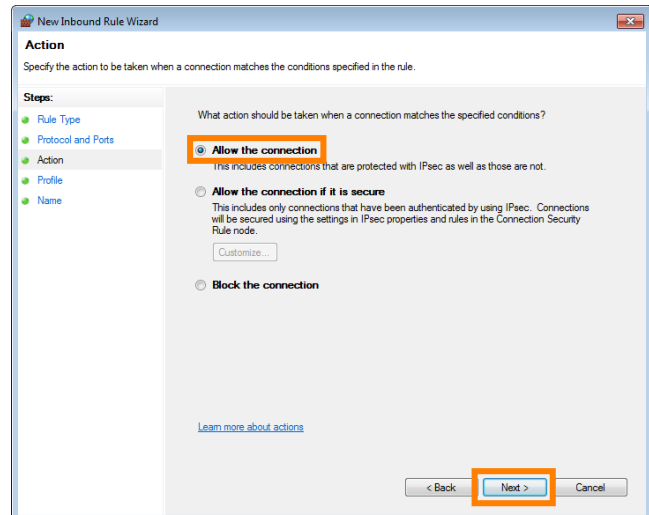 New Inbound Rule Wizard
Action
Specify the action to be taken when a connection matches the conditions specified in the rule.
Steps:
Rule Type
Protocol and Ports
Action
Profile
Name
What action should be taken when a connection matches the specified conditions?
Allow the connection
This includes connections that are protected with IPsec as well as those are not.
Allow the connection if it is secure
This includes only connections that have been authenticated by using IPsec. Connections
will be secured using the settings in IPsec properties and rules in the Connection Security
Rule node.
Customize...
Block the connection
Learn more about actions
< Back
Next >
Cancel